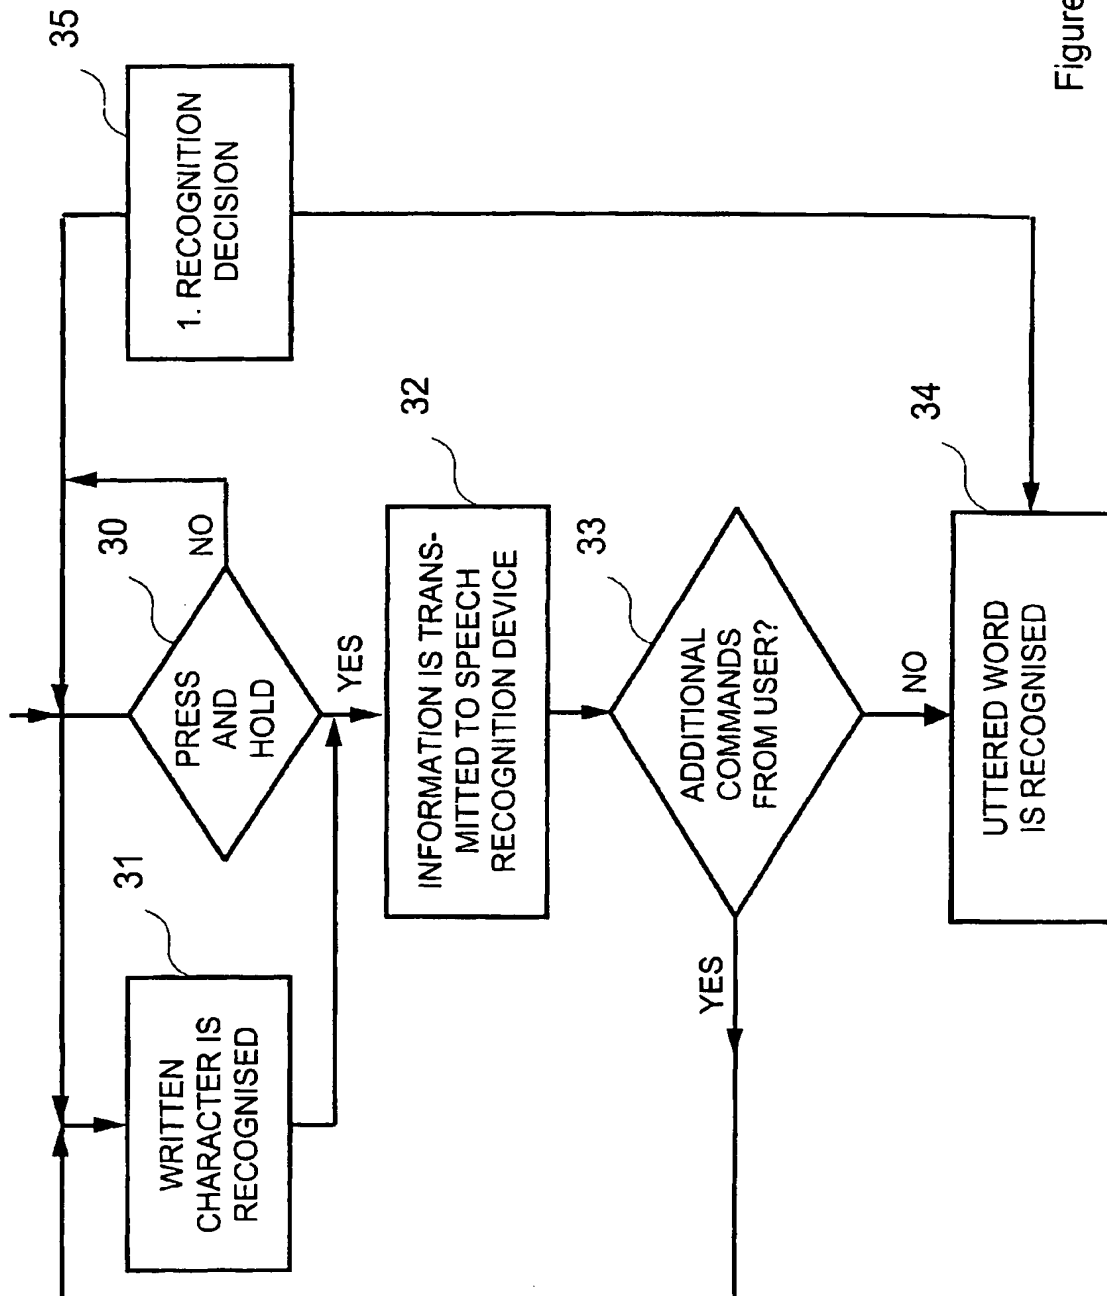 35
1. RECOGNITION
DECISION
30
NO
PRESS
AND
HOLD
YES
31
WRITTEN
CHARACTER IS
RECOGNISED
32
INFORMATION IS TRANS-
MITTED TO SPEECH
RECOGNITION DEVICE
33
ADDITIONAL
COMMANDS
FROM USER?
YES
NO
34
UTTERED WORD
IS RECOGNISED
Figure